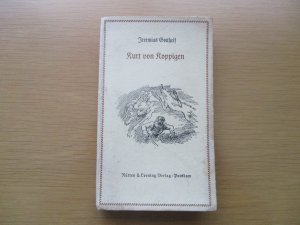 Jeremias Gotthelf
Kurt von Koppigen
Rütten & Loening Verlag · Potsdam